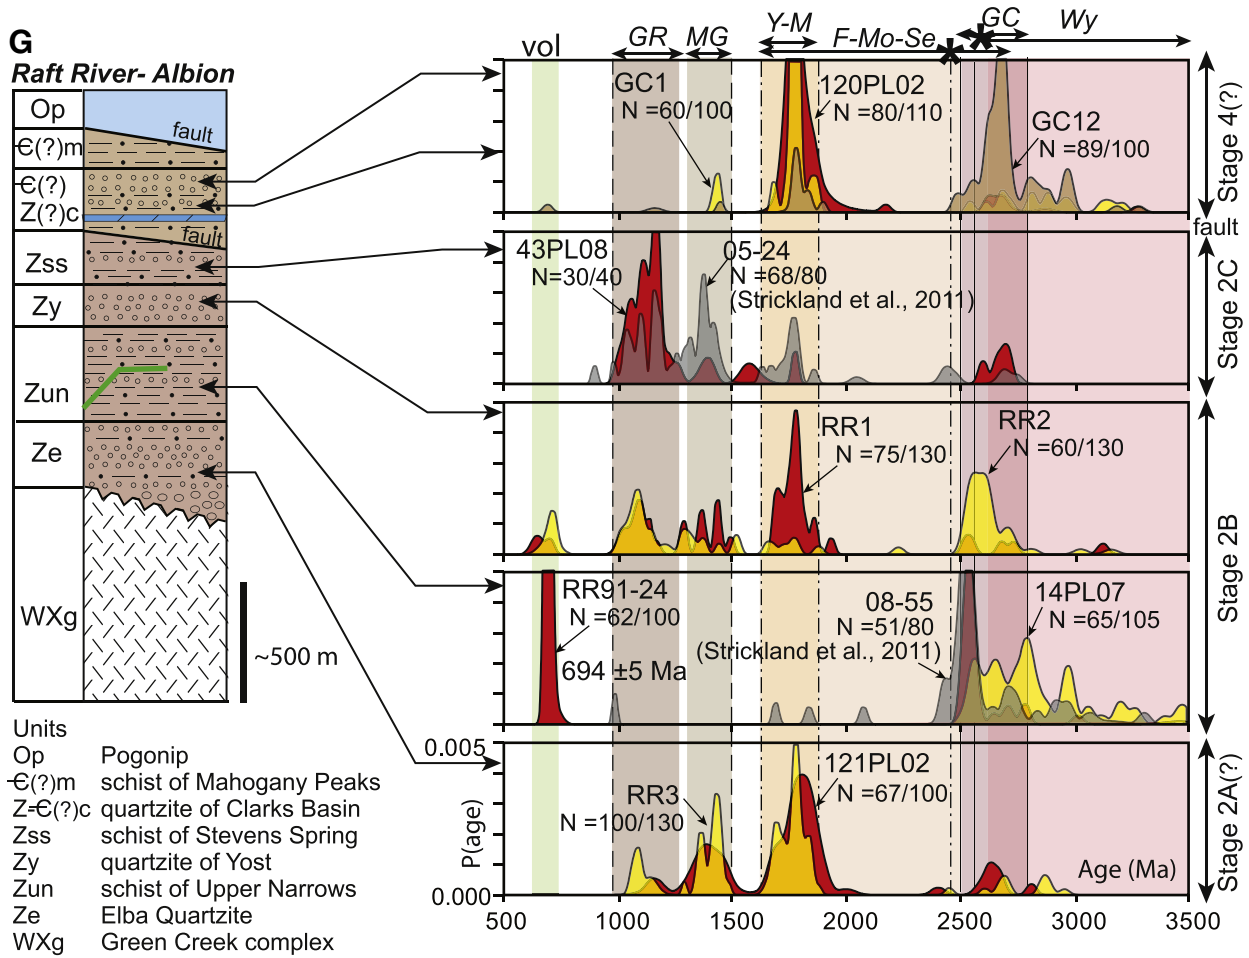 G
Raft River- Albion
Op
fault
Є(?)m
Є(?)
Z(?)c
fault
Zss
Zy
Zun
Ze
WXg
~500 m
Units
Op Pogonip
Є(?)m schist of Mahogany Peaks
Z-Є(?)c quartzite of Clarks Basin
Zss schist of Stevens Spring
Zy quartzite of Yost
Zun schist of Upper Narrows
Ze Elba Quartzite
WXg Green Creek complex
vol GR MG Y-M F-Mo-Se * * GC Wy
GC1
N =60/100
120PL02
N =80/110
GC12
N =89/100
Stage 4(?)
fault
43PL08
N=30/40
05-24
N =68/80
(Strickland et al., 2011)
Stage 2C
RR1
N =75/130
RR2
N =60/130
Stage 2B
RR91-24
N =62/100
694 ±5 Ma
08-55
N =51/80
(Strickland et al., 2011)
14PL07
N =65/105
0.005
P(age)
0.000
RR3
N =100/130
121PL02
N =67/100
Age (Ma)
Stage 2A(?)
500 1000 1500 2000 2500 3000 3500